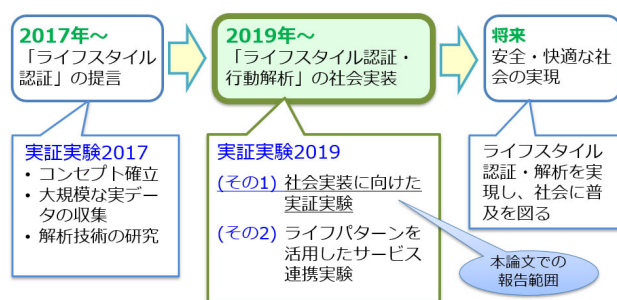 2017年～
「ライフスタイル
認証」の提言
2019年～
「ライフスタイル認証・
行動解析」の社会実装
将来
安全・快適な社
会の実現
実証実験2017
• コンセプト確立
• 大規模な実デー
タの収集
• 解析技術の研究
実証実験2019
(その1) 社会実装に向けた
実証実験
(その2) ライフパターンを
活用したサービス
連携実験
ライフスタイル
認証・解析を実
現し、社会に普
及を図る
本論文での
報告範囲